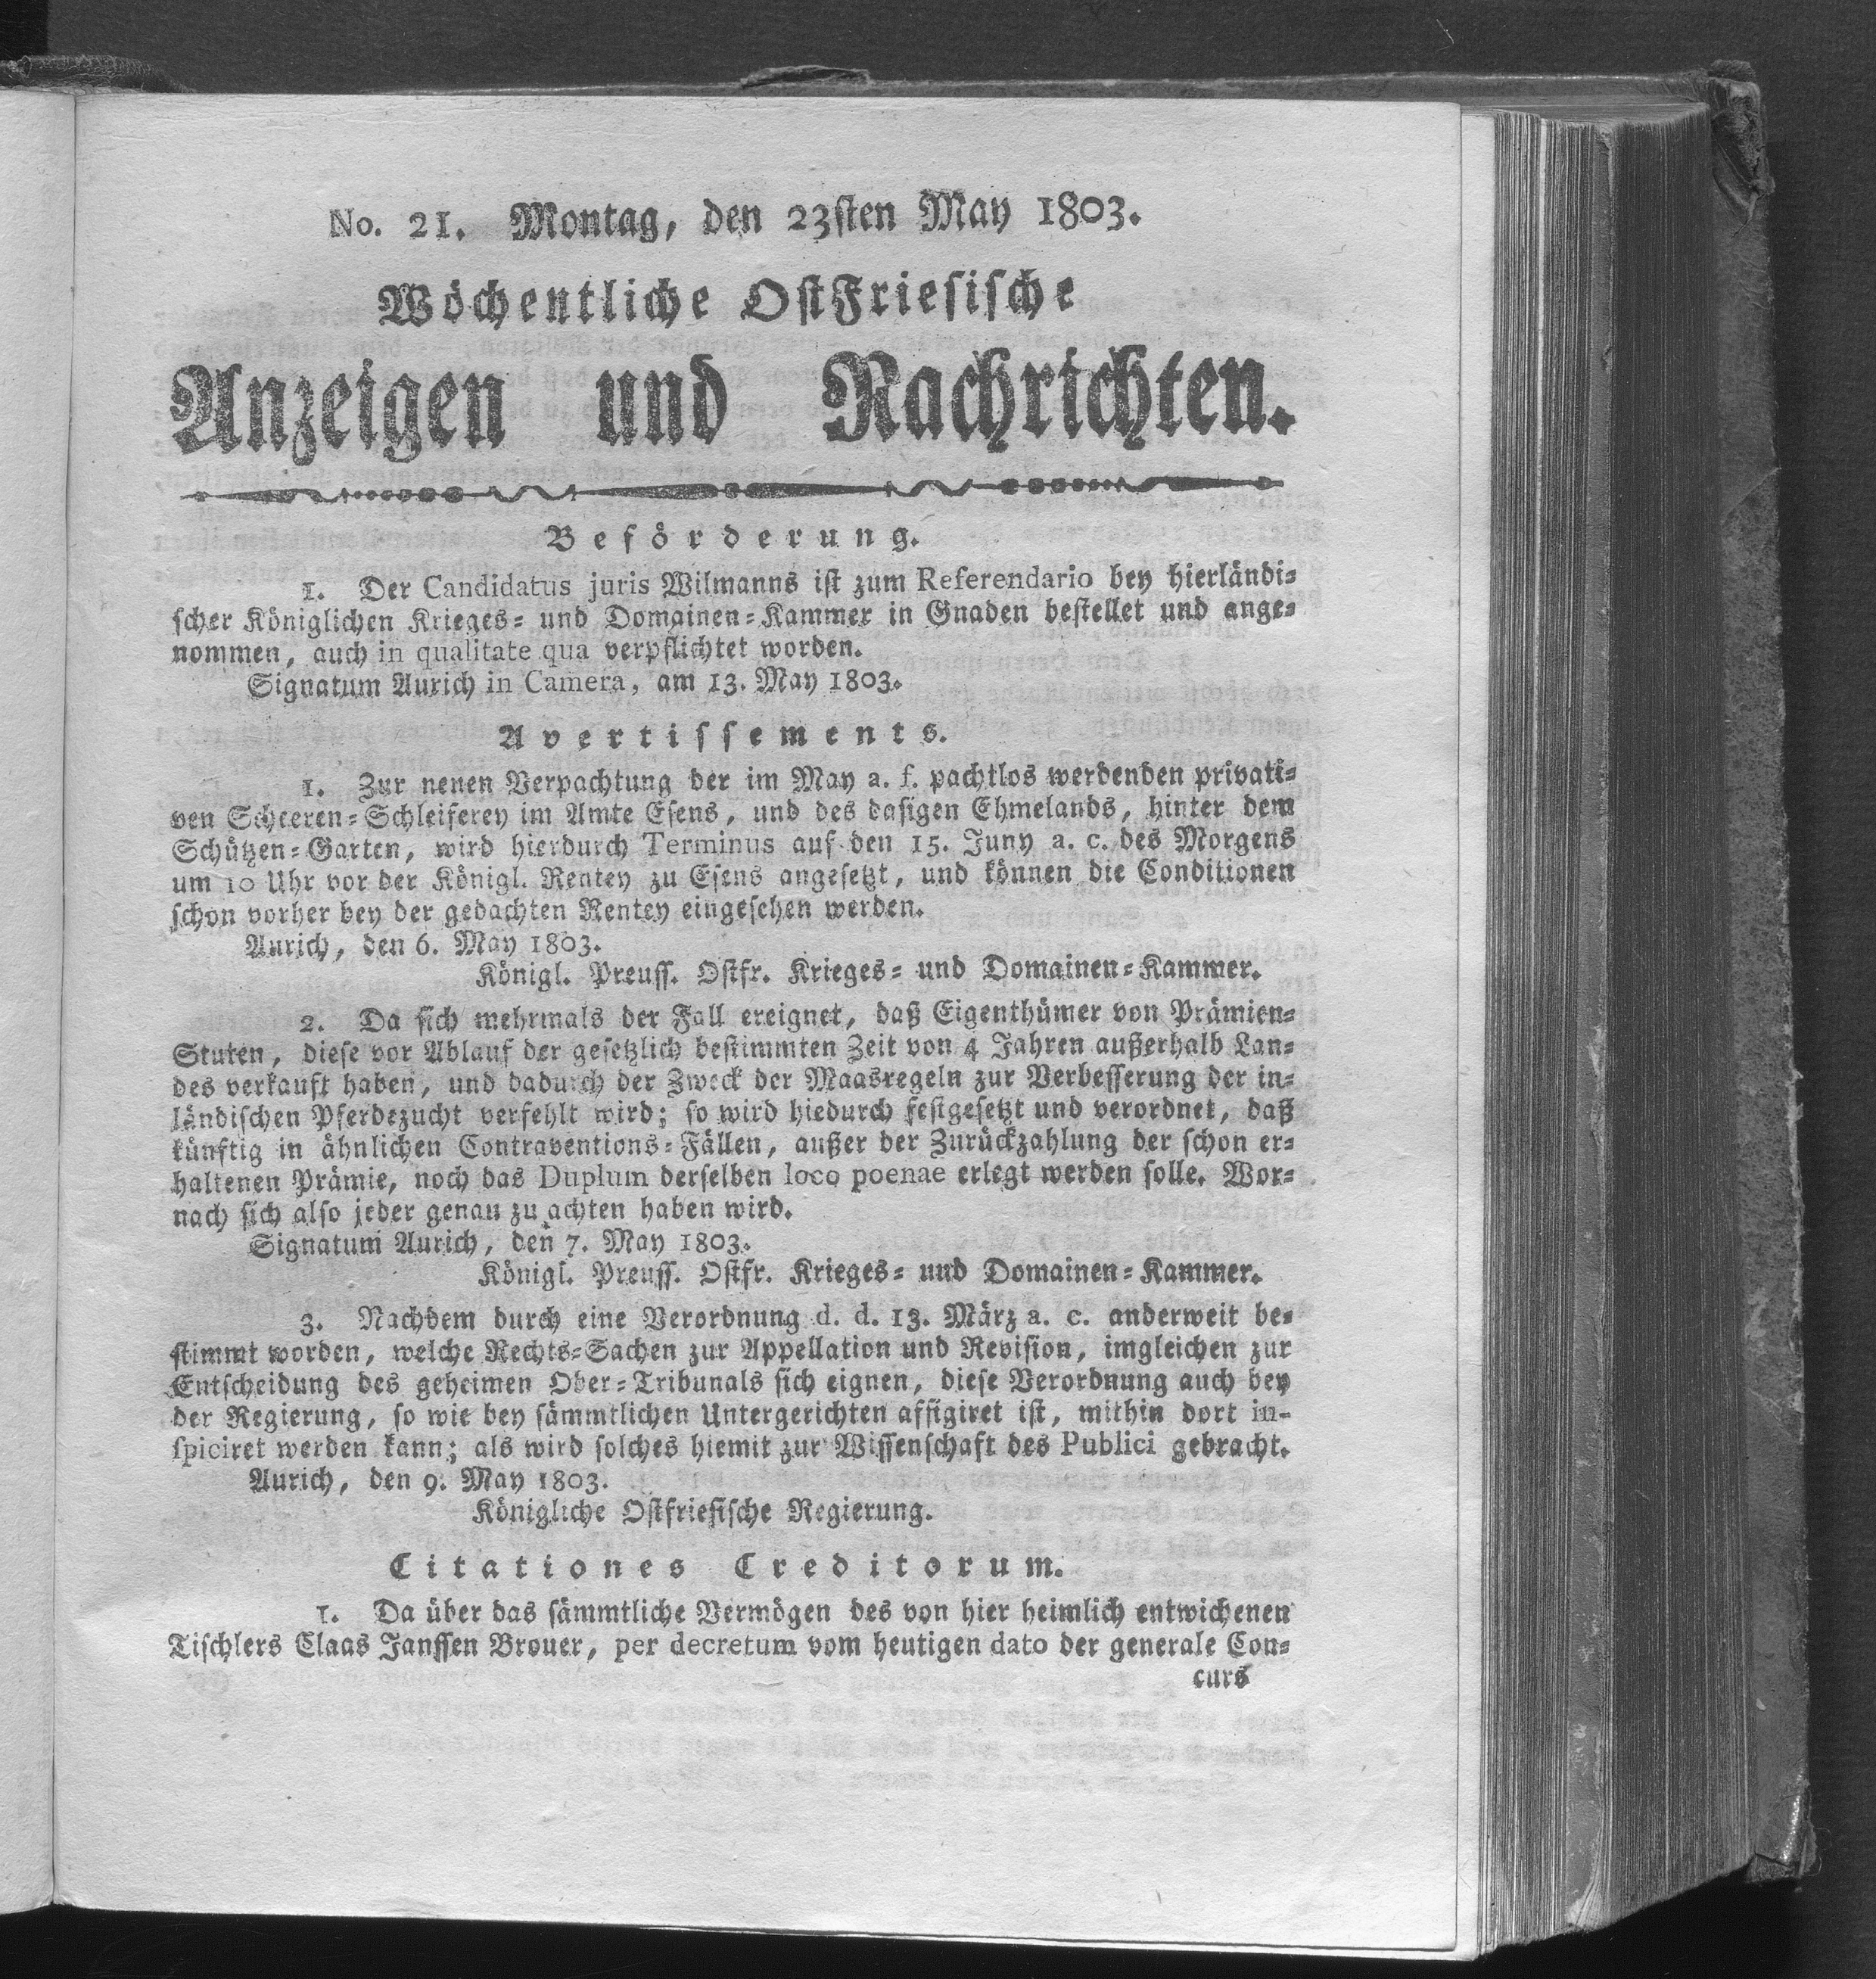 No. 21. Montag, den 23sten May 1803.
Wöchentliche OstFriesische
Anzeigen und Nachrichten.
Beförderung.
1. Der Candidatus juris Wilmanns ist zum Referendario bey hierländi-
scher Königlichen Krieges- und Domainen-Kammer in Gnaden bestellet und ange-
nommen, auch in qualitate qua verpflichtet worden.
Signatum Aurich in Camera, am 13. May 1803.
Avertissements.
1. Zur neuen Verpachtung der im May a. f. pachtlos werdenden privati-
ven Scheeren-Schleiferey im Amte Esens, und des dasigen Ehmelands, hinter dem
Schützen-Garten, wird hierdurch Terminus auf den 15. Juny a. c. des Morgens
um 10 Uhr vor der Königl. Rentey zu Esens angesetzt, und können die Conditionen
schon vorher bey der gedachten Rentey eingesehen werden.
Aurich, den 6. May 1803.
Königl. Preuss. Ostfr. Krieges- und Domainen-Kammer.
2. Da sich mehrmals der Fall ereignet, daß Eigenthümer von Prämien-
Stuten, diese vor Ablauf der gesetzlich bestimmten Zeit von 4 Jahren außerhalb Lan-
des verkauft haben, und dadurch der Zweck der Maasregeln zur Verbesserung der in-
ländischen Pferdezucht verfehlt wird; so wird hiedurch festgesetzt und verordnet, daß
künftig in ähnlichen Contraventions-Fällen, außer der Zurückzahlung der schon er-
haltenen Prämie, noch das Duplum derselben loco poenae erlegt werden solle. Wor-
nach sich also jeder genau zu achten haben wird.
Signatum Aurich, den 7. May 1803.
Königl. Preuss. Ostfr. Krieges- und Domainen-Kammer.
3. Nachdem durch eine Verordnung d. d. 13. März a. c. anderweit be-
stimmt worden, welche Rechts-Sachen zur Appellation und Revision, imgleichen zur
Entscheidung des geheimen Ober-Tribunals sich eignen, diese Verordnung auch bey
der Regierung, so wie bey sämmtlichen Untergerichten affigiret ist, mithin dort in-
spiciret werden kann; als wird solches hiemit zur Wissenschaft des Publici gebracht.
Aurich, den 9. May 1803.
Königliche Ostfriesische Regierung.
Citationes Creditorum.
1. Da über das sämmtliche Vermögen des von hier heimlich entwichenen
Tischlers Claas Janssen Brouer, per decretum vom heutigen dato der generale Con-
curs